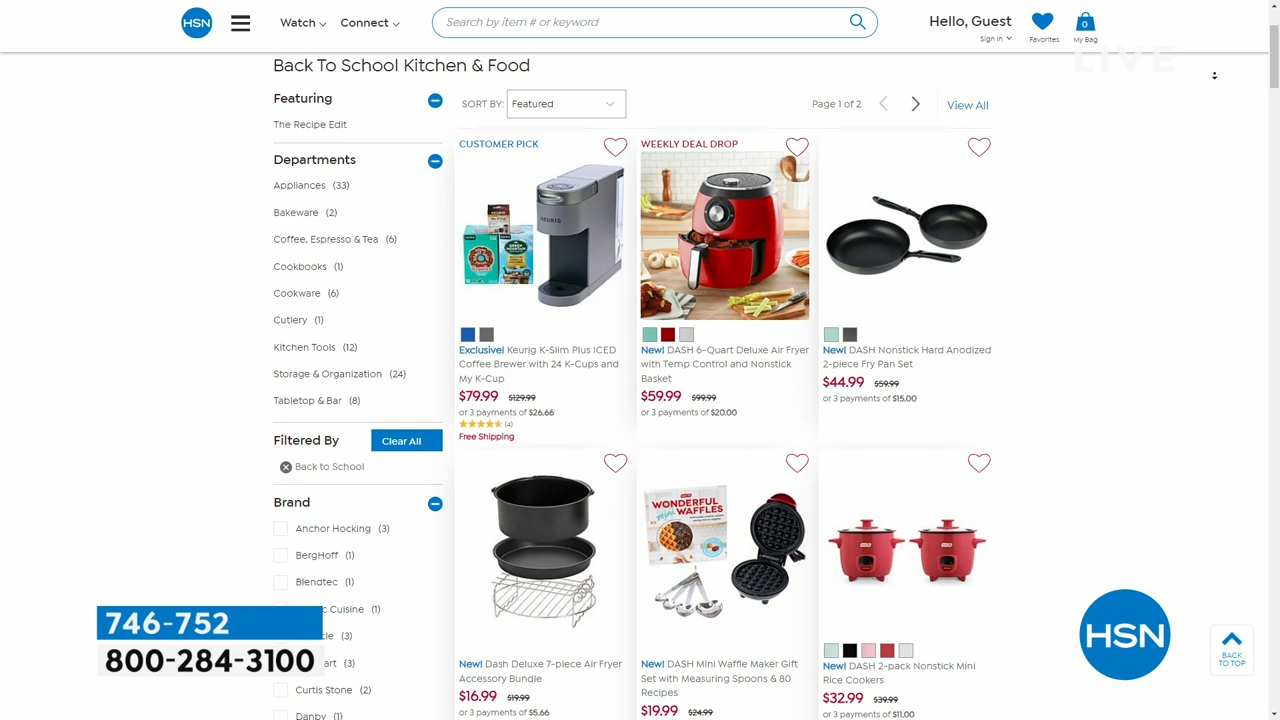 HSN
Watch
Connect
Search by item # or keyword
Hello, Guest
Sign In
Favorites
0
My Bag
LIVE
Back To School Kitchen & Food
Featuring
The Recipe Edit
Departments
Appliances (33)
Bakeware (2)
Coffee, Espresso & Tea (6)
Cookbooks (1)
Cookware (6)
Cutlery (1)
Kitchen Tools (12)
Storage & Organization (24)
Tabletop & Bar (8)
Filtered By
Clear All
Back to School
Brand
Anchor Hocking (3)
BergHoff (1)
Blendtec (1)
Cuisine (1)
(3)
(3)
Curtis Stone (2)
Danby (1)
SORT BY: Featured
Page 1 of 2
View All
CUSTOMER PICK
KEURIG
Exclusive! Keurig K-Slim Plus ICED
Coffee Brewer with 24 K-Cups and
My K-Cup
$79.99 $129.99
or 3 payments of $26.66
(4)
Free Shipping
WEEKLY DEAL DROP
New! DASH 6-Quart Deluxe Air Fryer
with Temp Control and Nonstick
Basket
$59.99 $99.99
or 3 payments of $20.00
New! DASH Nonstick Hard Anodized
2-piece Fry Pan Set
$44.99 $59.99
or 3 payments of $15.00
New! Dash Deluxe 7-piece Air Fryer
Accessory Bundle
$16.99 $19.99
or 3 payments of $5.66
WONDERFUL
mini
WAFFLES
New! DASH Mini Waffle Maker Gift
Set with Measuring Spoons & 80
Recipes
$19.99 $24.99
New! DASH 2-pack Nonstick Mini
Rice Cookers
$32.99 $39.99
or 3 payments of $11.00
746-752
800-284-3100
HSN
BACK
TO TOP